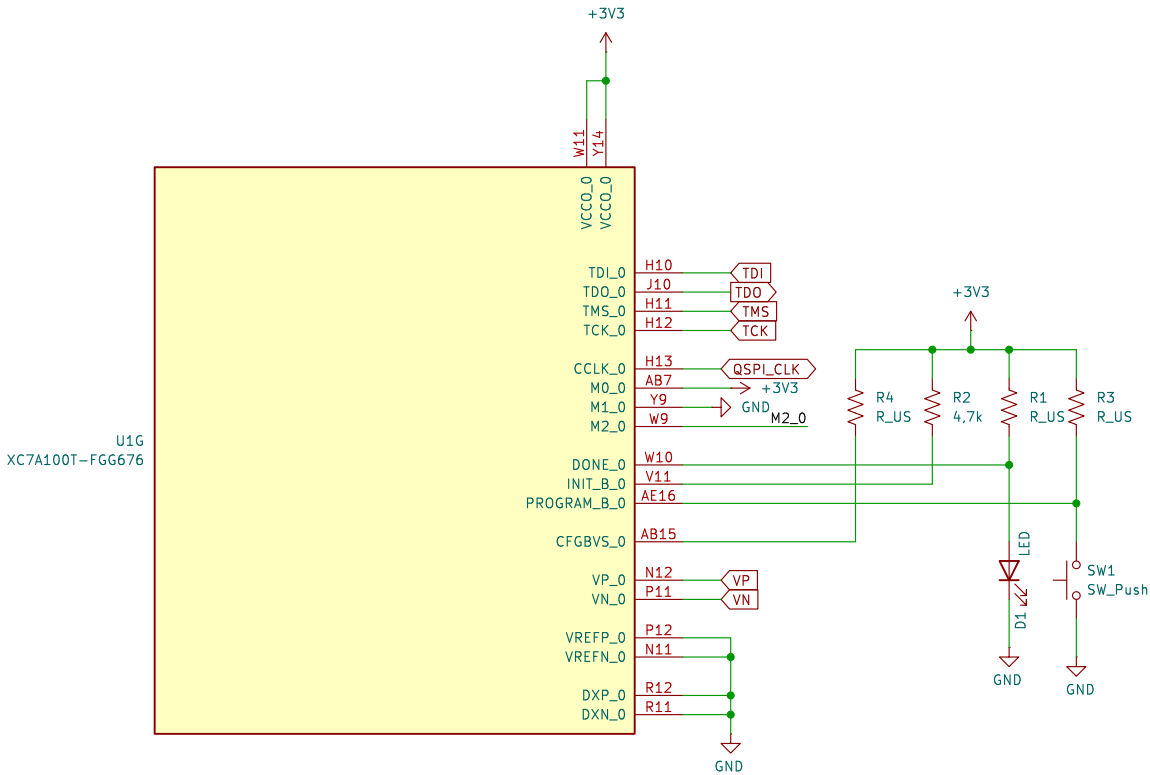 +3V3
W11
Y14
VCCO_0
VCCO_0
TDI_0 H10 TDI
TDO_0 J10 TDO
TMS_0 H11 TMS
TCK_0 H12 TCK
+3V3
CCLK_0 H13 QSPI_CLK
M0_0 AB7 +3V3
M1_0 Y9 GND
M2_0 W9 M2_0
R4
R_US
R2
4,7k
R1
R_US
R3
R_US
U1G
XC7A100T-FGG676
DONE_0 W10
INIT_B_0 V11
PROGRAM_B_0 AE16
CFGBVS_0 AB15
VP_0 N12 VP
VN_0 P11 VN
LED
D1
SW1
SW_Push
VREFP_0 P12
VREFN_0 N11
GND
GND
DXP_0 R12
DXN_0 R11
GND